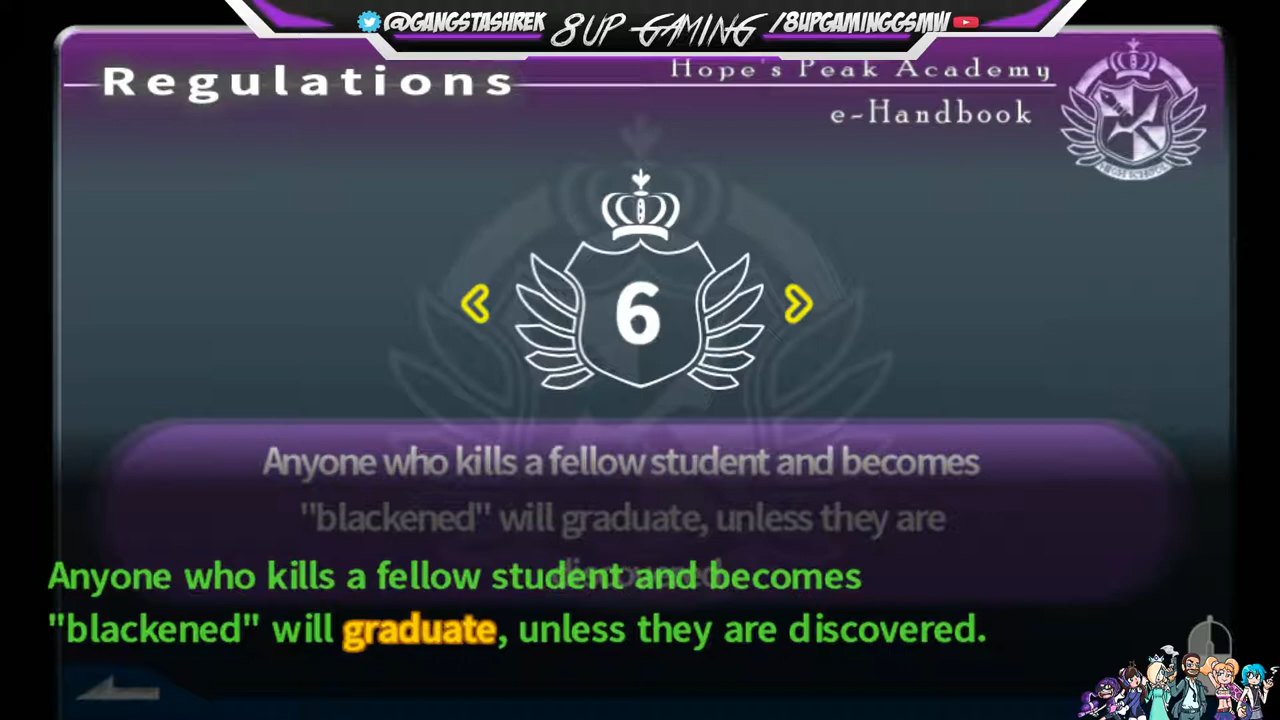 @GANGSTASHREK 8UP GAMING /8UPGAMINGGSMW
Regulations
Hope's Peak Academy
e-Handbook
6
Anyone who kills a fellow student and becomes
"blackened" will graduate, unless they are
discovered.
Anyone who kills a fellow student and becomes
"blackened" will graduate, unless they are discovered.